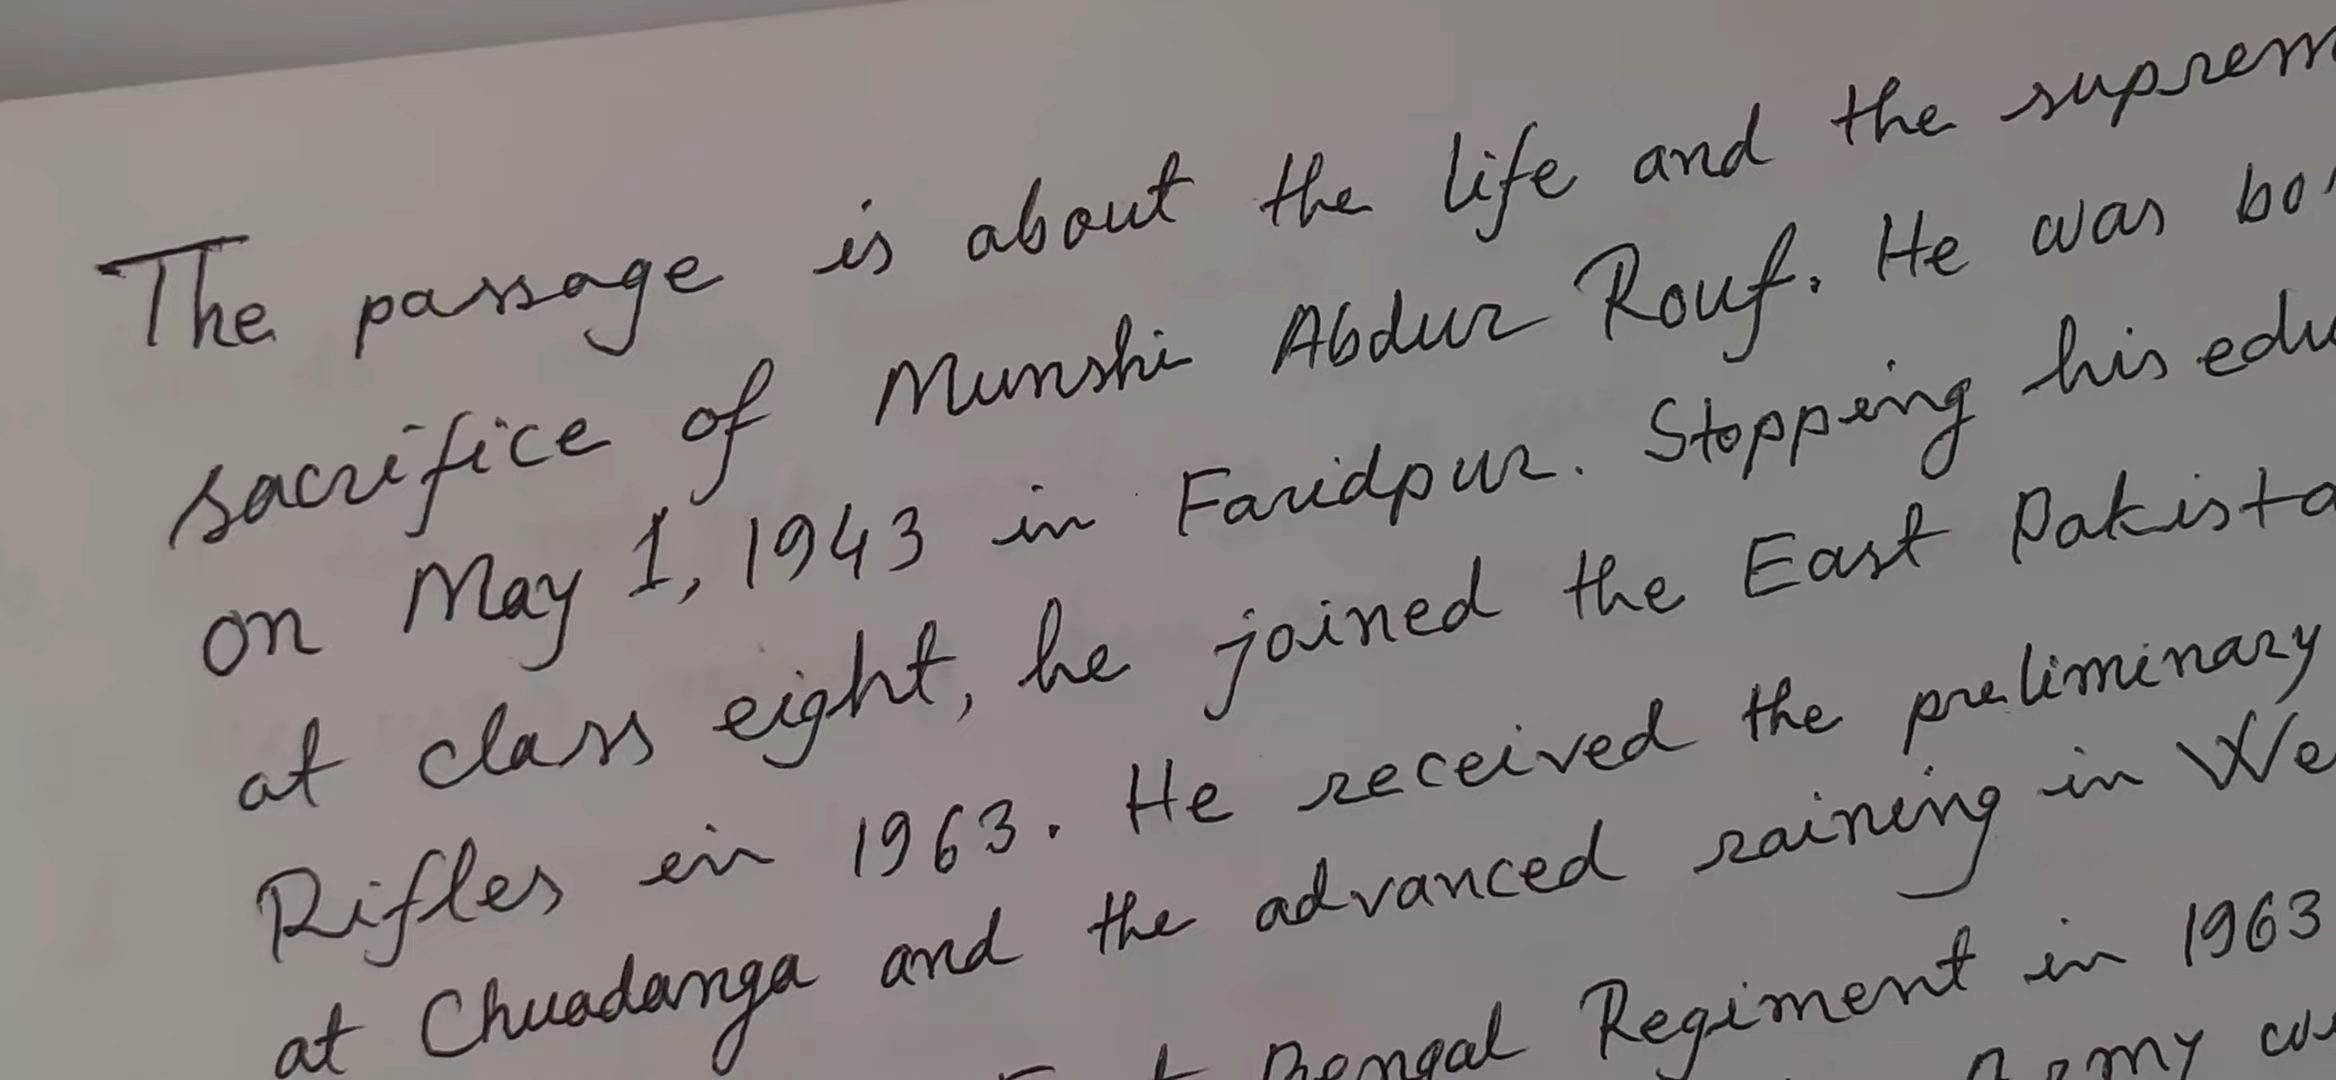 The passage is about the life and the suprem
sacrifice of Munshi Abdur Rouf. He was bo
on May 1, 1943 in Faridpur. Stopping his edu
at class eight, he joined the East Pakista
Rifles in 1963. He received the preliminary
at Chuadanga and the advanced raining in We
Bengal Regiment in 1963